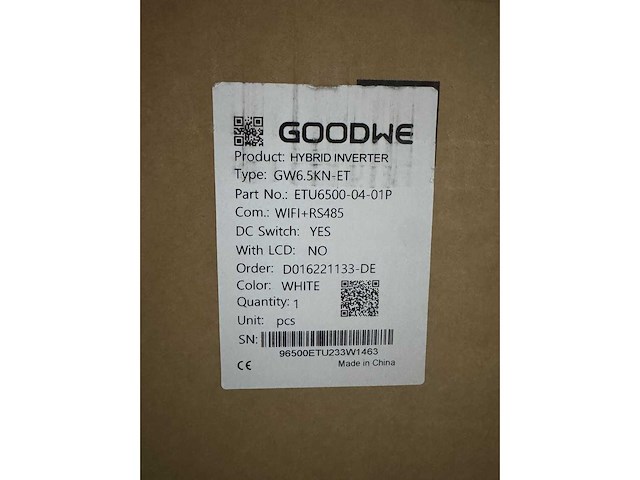 GOODWE
Product: HYBRID INVERTER
Type: GW6.5KN-ET
Part No.: ETU6500-04-01P
Com.: WIFI+RS485
DC Switch: YES
With LCD: NO
Order: D016221133-DE
Color: WHITE
Quantity: 1
Unit: pcs
SN:
96500ETU233W1463
CE Made in China